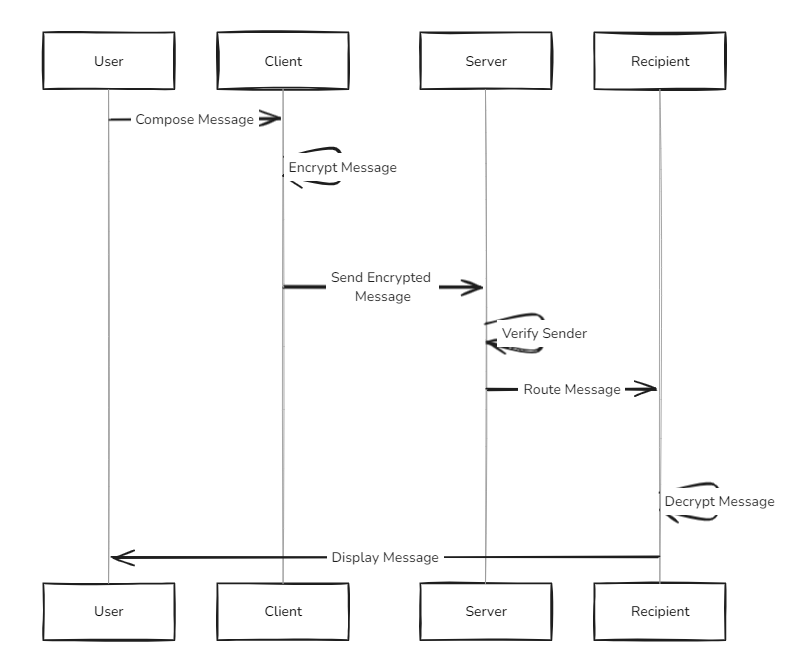 User
Client
Server
Recipient
Compose Message
Encrypt Message
Send Encrypted
Message
Verify Sender
Route Message
Decrypt Message
Display Message
User
Client
Server
Recipient